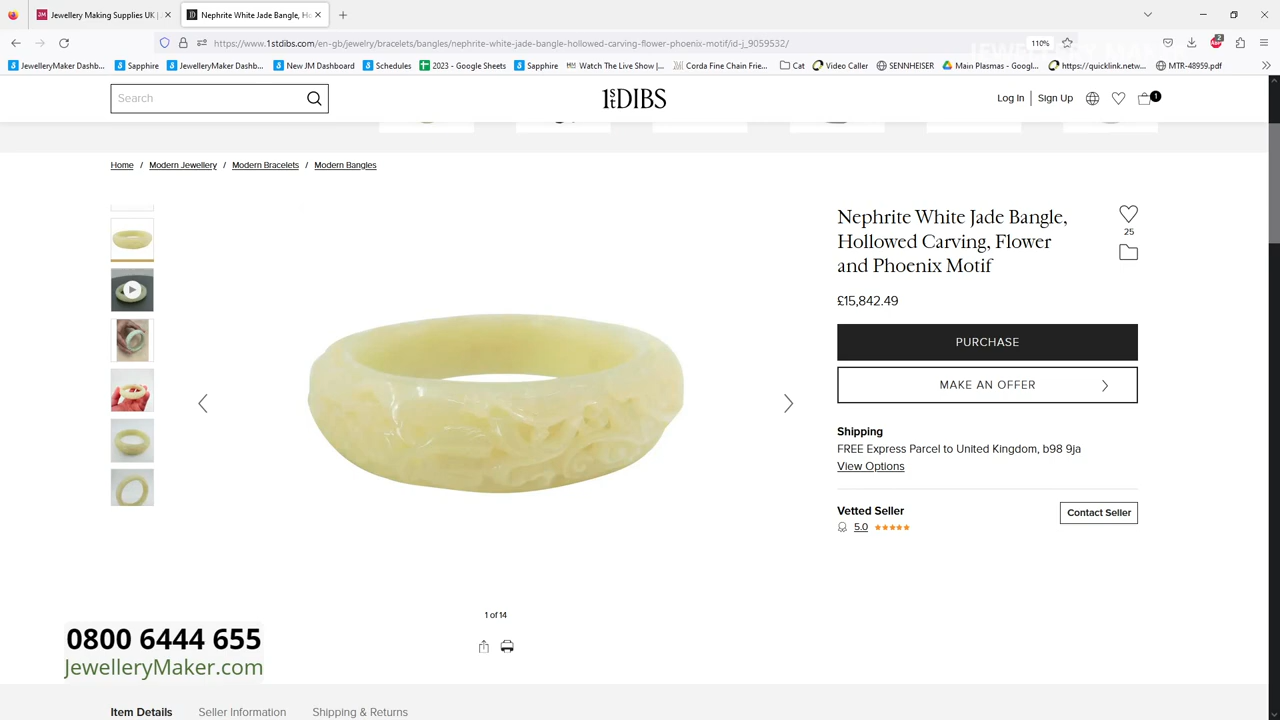 Jewellery Making Supplies UK |
Nephrite White Jade Bangle, Ho
https://www.1stdibs.com/en-gb/jewelry/bracelets/bangles/nephrite-white-jade-bangle-hollowed-carving-flower-phoenix-motif/id-j_9059532/
110%
2
JewelleryMaker Dashb...
Sapphire
JewelleryMaker Dashb...
New JM Dashboard
Schedules
2023 - Google Sheets
Sapphire
Watch The Live Show |...
Corda Fine Chain Frie...
Cat
Video Caller
SENNHEISER
Main Plasmas - Googl...
https://quicklink.netw...
MTR-48959.pdf
Search
1STDIBS
Log In
Sign Up
1
Home / Modern Jewellery / Modern Bracelets / Modern Bangles
Nephrite White Jade Bangle,
Hollowed Carving, Flower
and Phoenix Motif
25
£15,842.49
PURCHASE
MAKE AN OFFER
Shipping
FREE Express Parcel to United Kingdom, b98 9ja
View Options
Vetted Seller
5.0
Contact Seller
1 of 14
0800 6444 655
JewelleryMaker.com
Item Details
Seller Information
Shipping & Returns